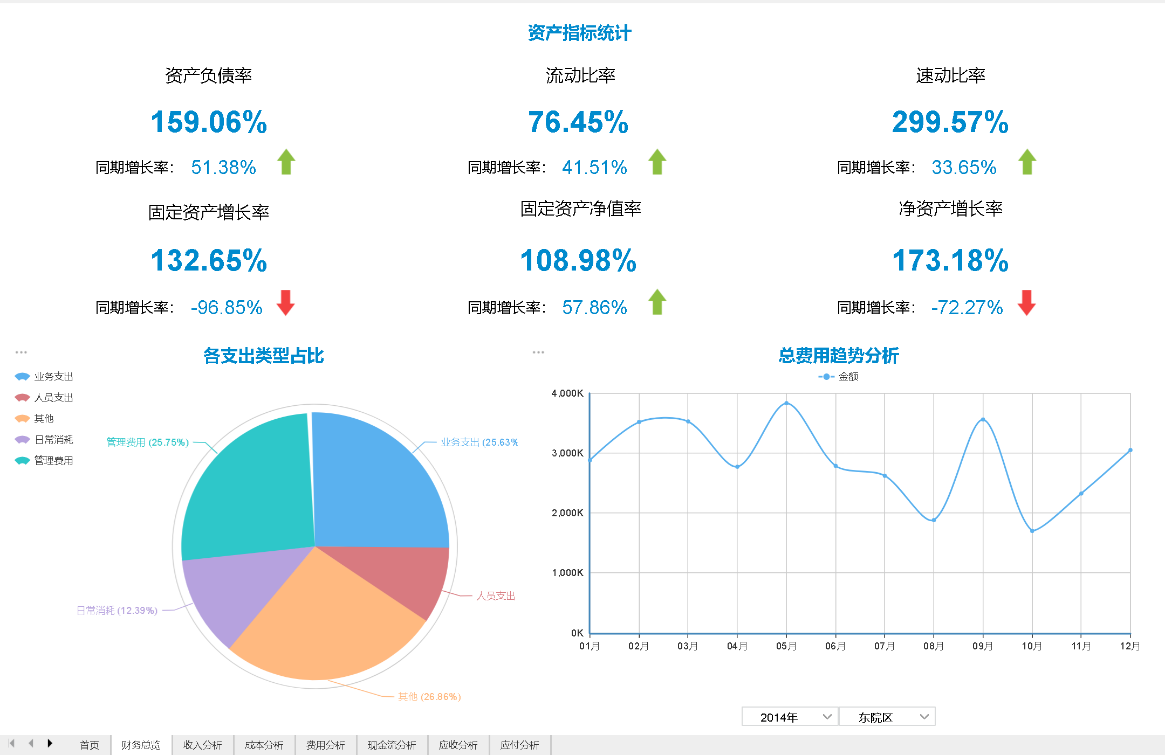 资产指标统计
资产负债率 流动比率 速动比率
159.06% 76.45% 299.57%
同期增长率： 51.38% 同期增长率： 41.51% 同期增长率： 33.65%
固定资产增长率 固定资产净值率 净资产增长率
132.65% 108.98% 173.18%
同期增长率： -96.85% 同期增长率： 57.86% 同期增长率： -72.27%
各支出类型占比
业务支出
人员支出
其他
日常消耗
管理费用
管理费用 (25.75%)
业务支出 (25.63%
人员支出
日常消耗 (12.39%)
其他 (26.86%)
总费用趋势分析
金额
4,000K
3,000K
2,000K
1,000K
0K
01月 02月 03月 04月 05月 06月 07月 08月 09月 10月 11月 12月
2014年 东院区
首页 财务总览 收入分析 成本分析 费用分析 现金流分析 应收分析 应付分析